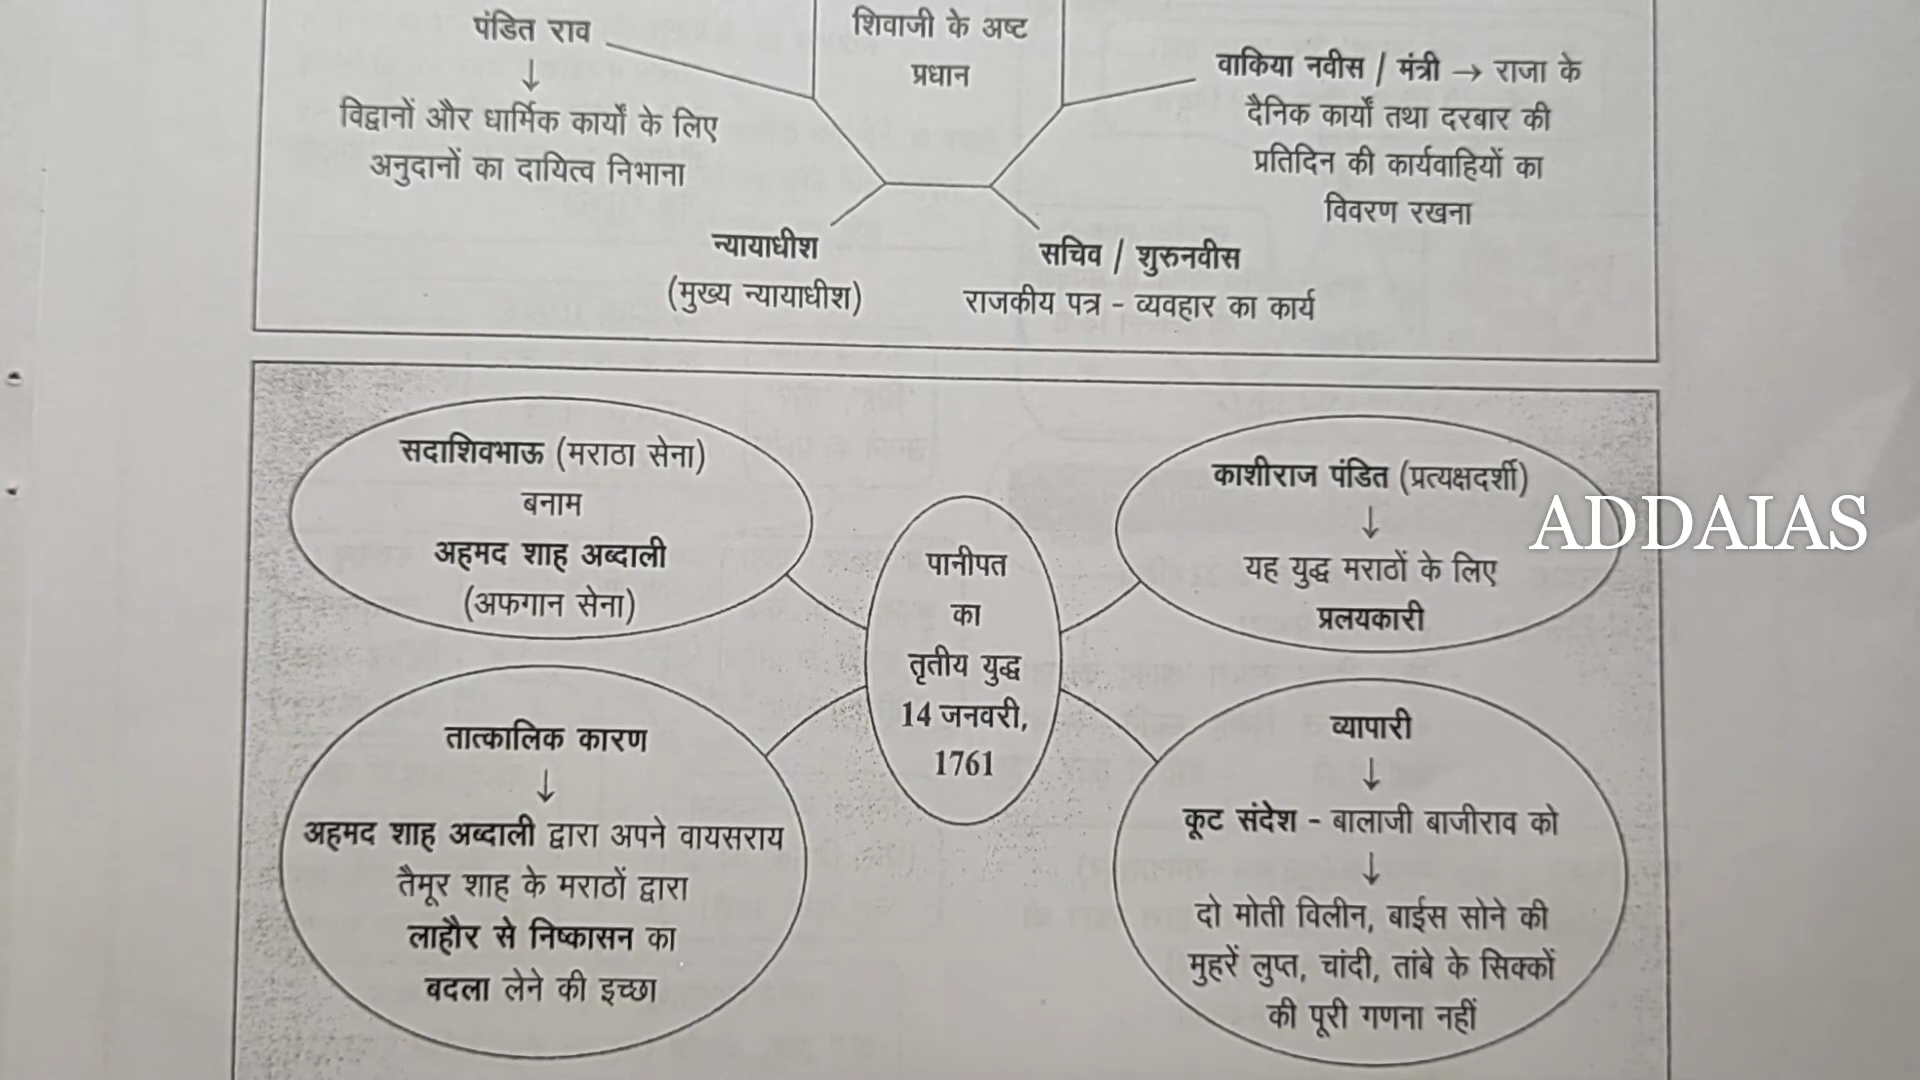 पंडित राव
↓
विद्वानों और धार्मिक कार्यों के लिए
अनुदानों का दायित्व निभाना
शिवाजी के अष्ट
प्रधान
वाकिया नवीस / मंत्री → राजा के
दैनिक कार्यों तथा दरबार की
प्रतिदिन की कार्यवाहियों का
विवरण रखना
न्यायाधीश
(मुख्य न्यायाधीश)
सचिव / शुरुनवीस
राजकीय पत्र - व्यवहार का कार्य
सदाशिवभाऊ (मराठा सेना)
बनाम
अहमद शाह अब्दाली
(अफगान सेना)
काशीराज पंडित (प्रत्यक्षदर्शी)
↓
यह युद्ध मराठों के लिए
प्रलयकारी
ADDAIAS
पानीपत
का
तृतीय युद्ध
14 जनवरी,
1761
तात्कालिक कारण
↓
अहमद शाह अब्दाली द्वारा अपने वायसराय
तैमूर शाह के मराठों द्वारा
लाहौर से निष्कासन का
बदला लेने की इच्छा
व्यापारी
↓
कूट संदेश - बालाजी बाजीराव को
↓
दो मोती विलीन, बाईस सोने की
मुहरें लुप्त, चांदी, तांबे के सिक्कों
की पूरी गणना नहीं